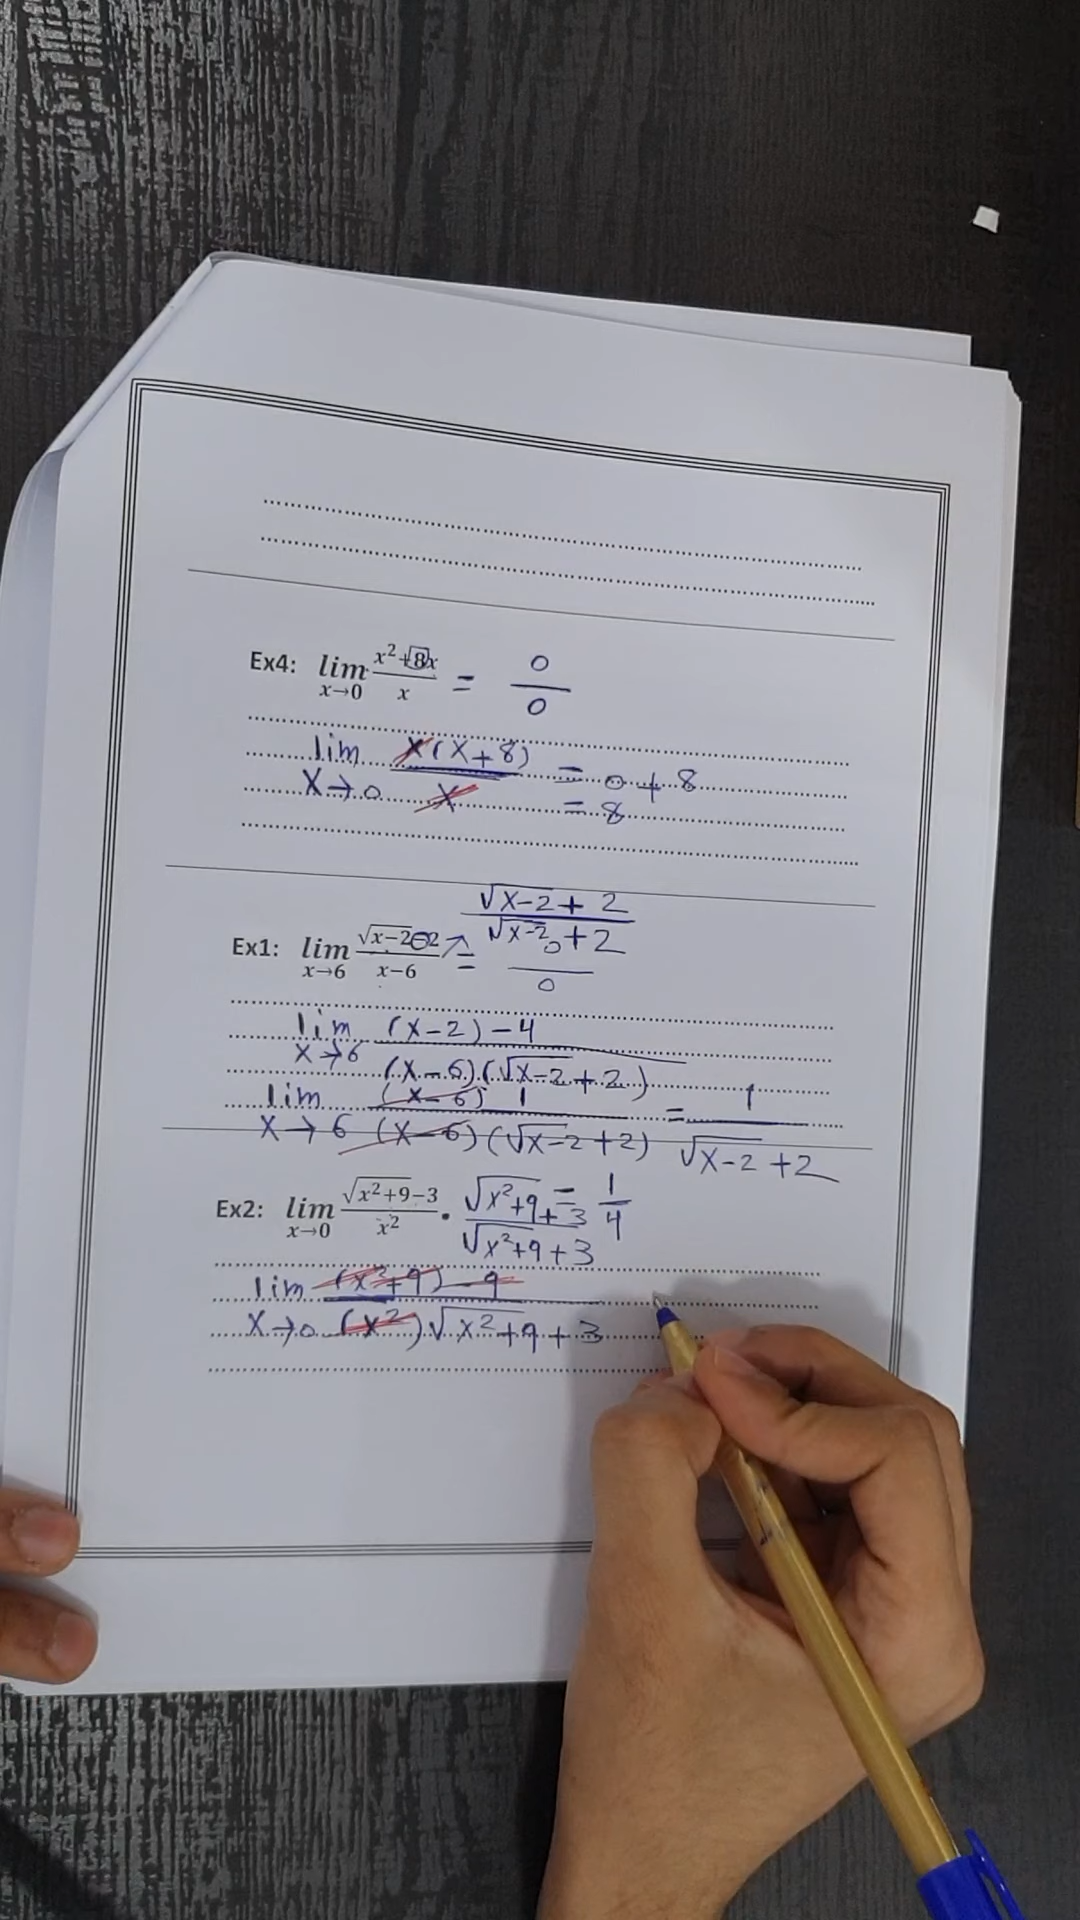 Ex4: lim x→0 x²+8x / x = 0 / 0
lim x→0 x(x+8) / x = 0 + 8
= 8
√x-2 + 2 / √x-2 + 2
Ex1: lim x→6 √x-2 - 2 / x-6 = 0 / 0
lim x→6 (x-2) - 4 / (x-6)(√x-2 + 2)
lim x→6 (x-6) 1 / (x-6)(√x-2 + 2) = 1 / √x-2 + 2
= 1 / 4
Ex2: lim x→0 √x²+9 -3 / x² · √x²+9 + 3 / √x²+9 + 3
lim x→0 (x²+9) - 9 / (x²) √x²+9 + 3